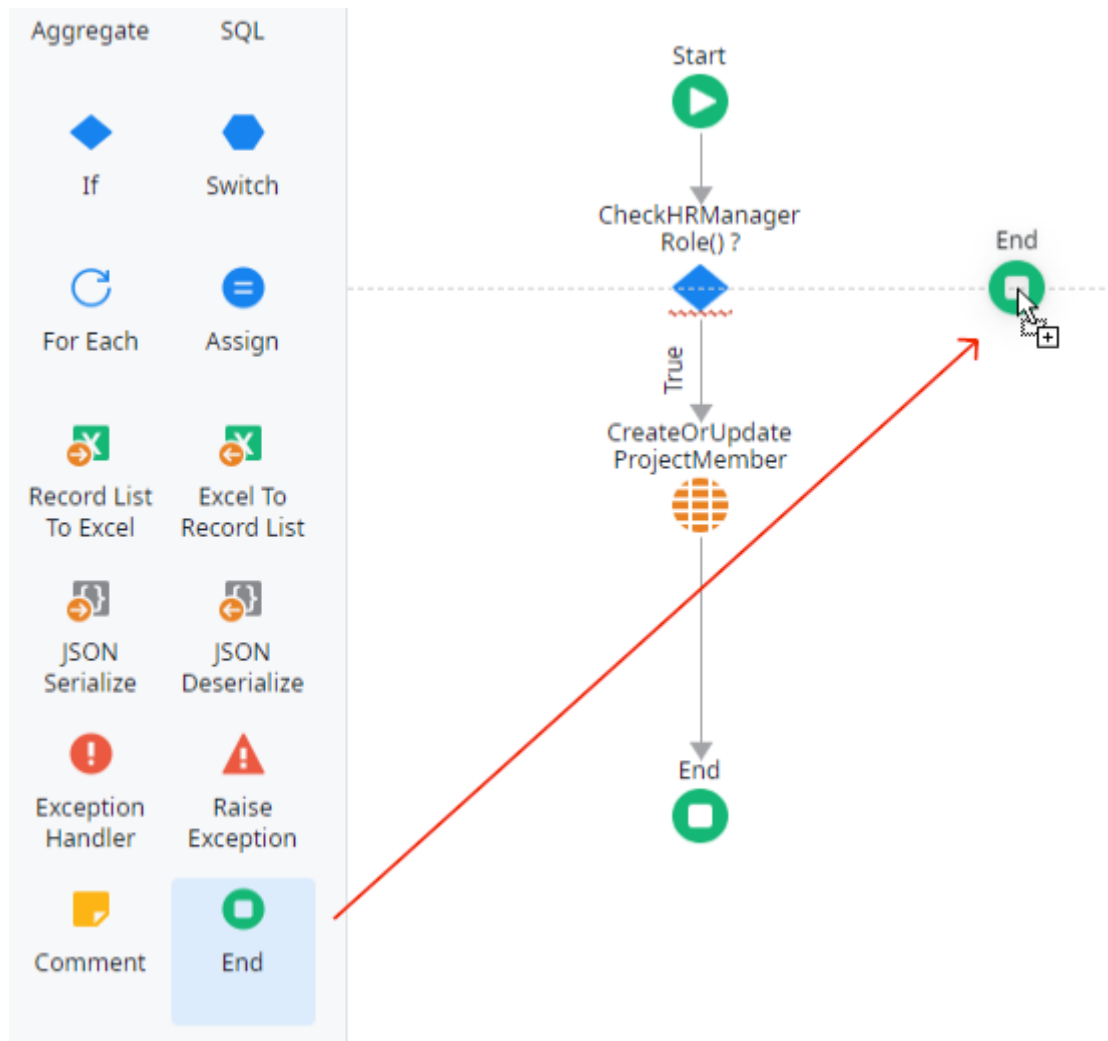 Aggregate
SQL
If
Switch
For Each
Assign
Record List
To Excel
Excel To
Record List
JSON
Serialize
JSON
Deserialize
Exception
Handler
Raise
Exception
Comment
End
Start
CheckHRManager
Role() ?
True
CreateOrUpdate
ProjectMember
End
End